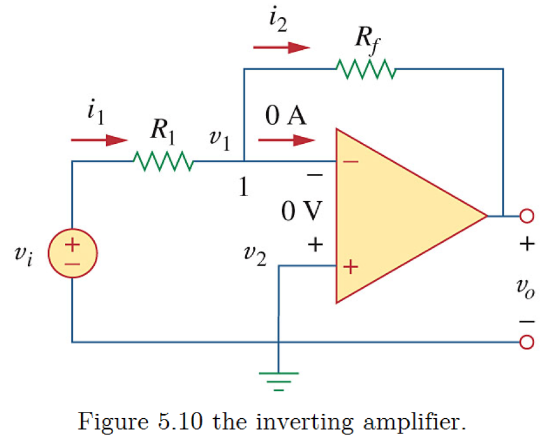 i2
Rf
i1
R1
v1
0 A
−
1
−
0 V
+
v2
+
+
−
vi
+
vo
−
Figure 5.10 the inverting amplifier.